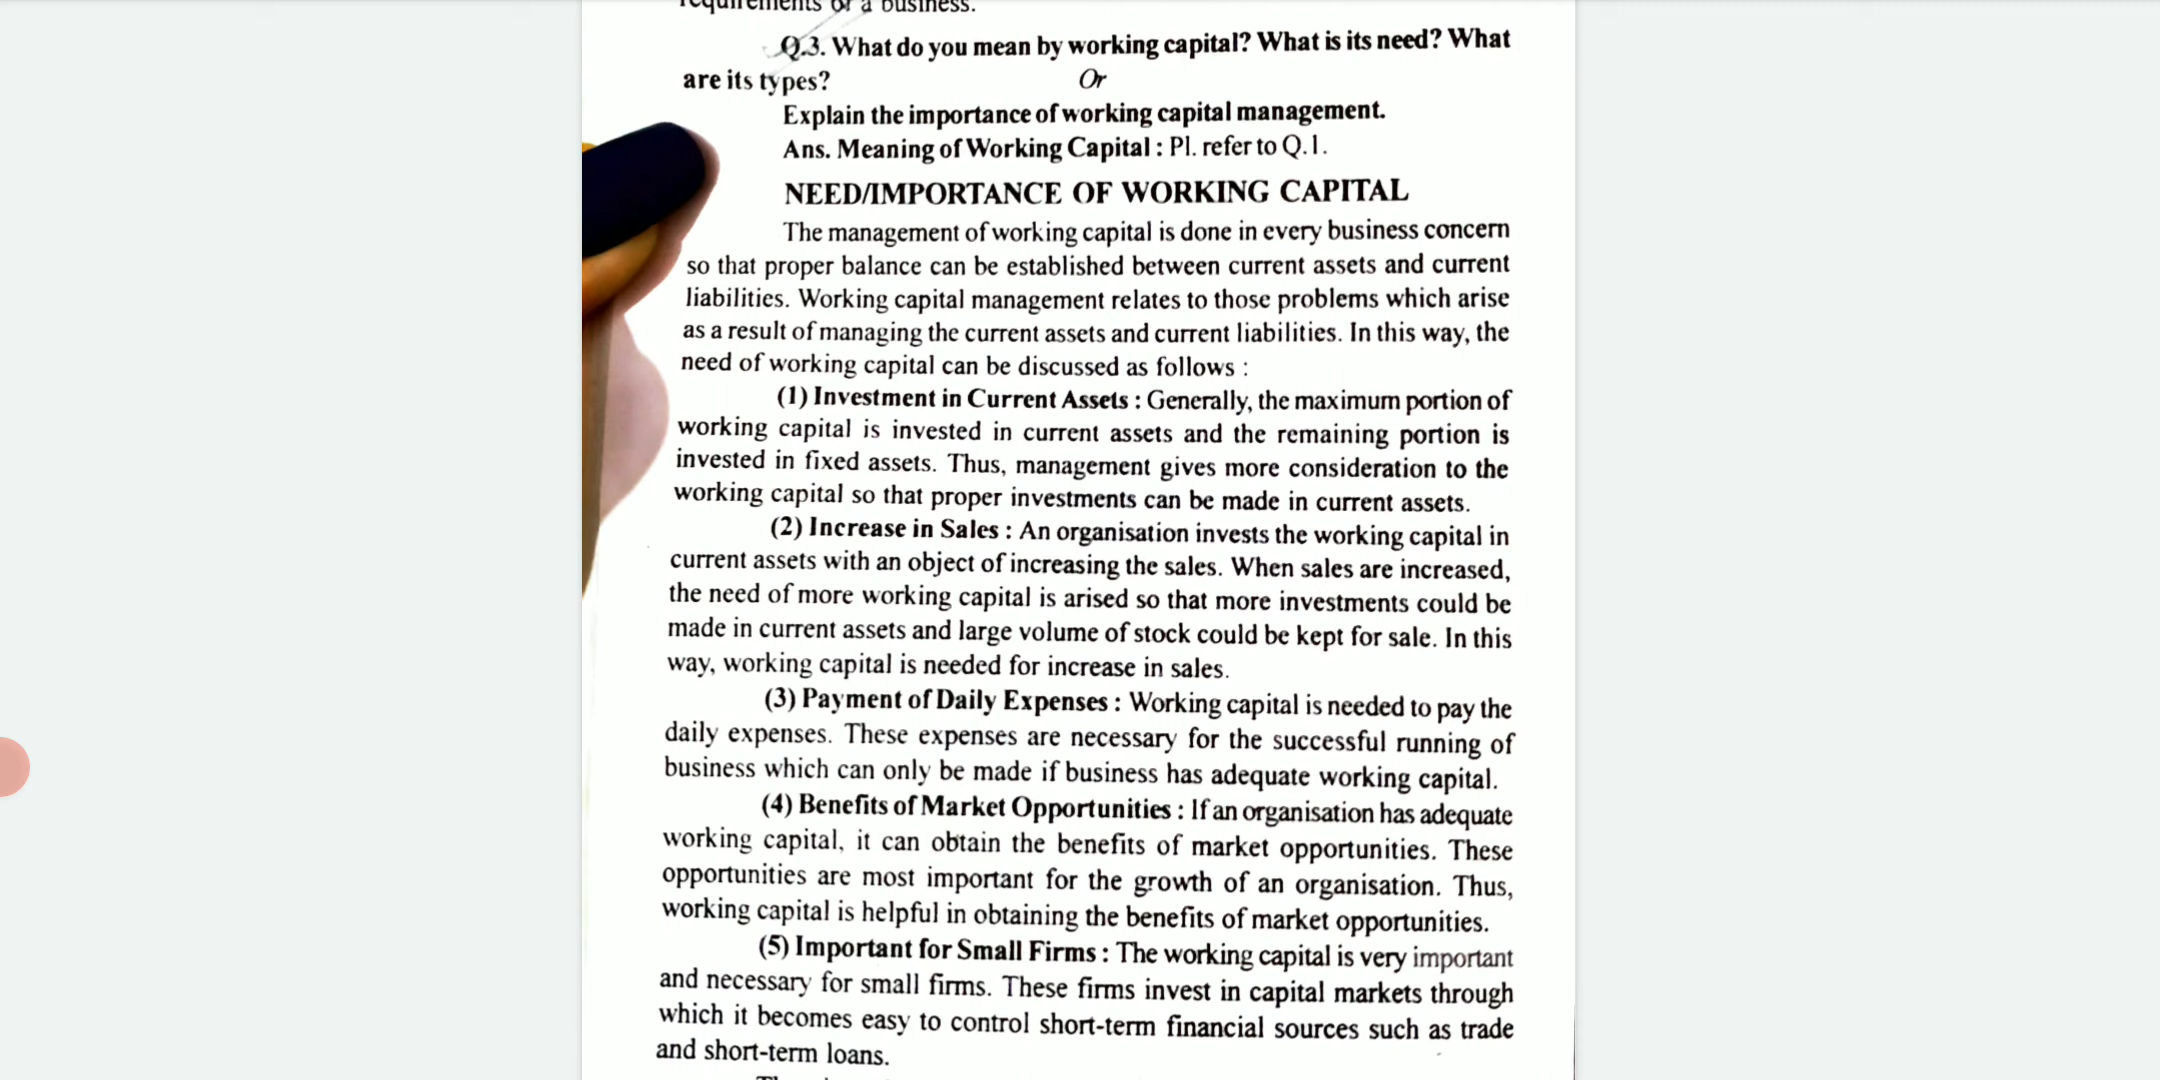 requirements of a business.
Q.3. What do you mean by working capital? What is its need? What
are its types? Or
Explain the importance of working capital management.
Ans. Meaning of Working Capital : Pl. refer to Q.1.
NEED/IMPORTANCE OF WORKING CAPITAL
The management of working capital is done in every business concern
so that proper balance can be established between current assets and current
liabilities. Working capital management relates to those problems which arise
as a result of managing the current assets and current liabilities. In this way, the
need of working capital can be discussed as follows :
(1) Investment in Current Assets : Generally, the maximum portion of
working capital is invested in current assets and the remaining portion is
invested in fixed assets. Thus, management gives more consideration to the
working capital so that proper investments can be made in current assets.
(2) Increase in Sales : An organisation invests the working capital in
current assets with an object of increasing the sales. When sales are increased,
the need of more working capital is arised so that more investments could be
made in current assets and large volume of stock could be kept for sale. In this
way, working capital is needed for increase in sales.
(3) Payment of Daily Expenses : Working capital is needed to pay the
daily expenses. These expenses are necessary for the successful running of
business which can only be made if business has adequate working capital.
(4) Benefits of Market Opportunities : If an organisation has adequate
working capital, it can obtain the benefits of market opportunities. These
opportunities are most important for the growth of an organisation. Thus,
working capital is helpful in obtaining the benefits of market opportunities.
(5) Important for Small Firms : The working capital is very important
and necessary for small firms. These firms invest in capital markets through
which it becomes easy to control short-term financial sources such as trade
and short-term loans.